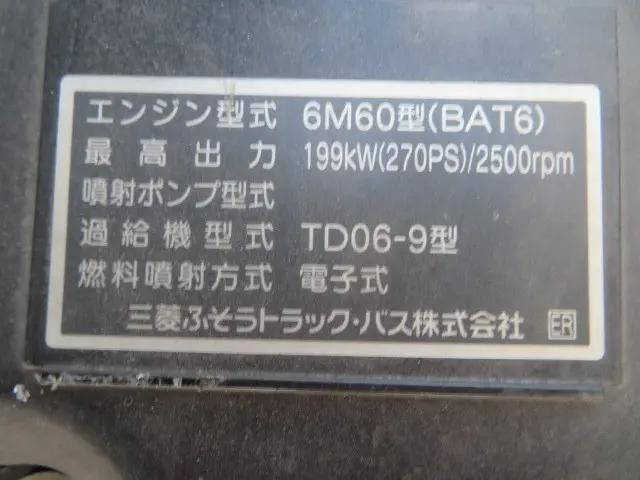 エンジン型式 6M60型(BAT6)
最高出力 199kW(270PS)/2500rpm
噴射ポンプ型式
過給機型式 TD06-9型
燃料噴射方式 電子式
三菱ふそうトラック・バス株式会社 ER